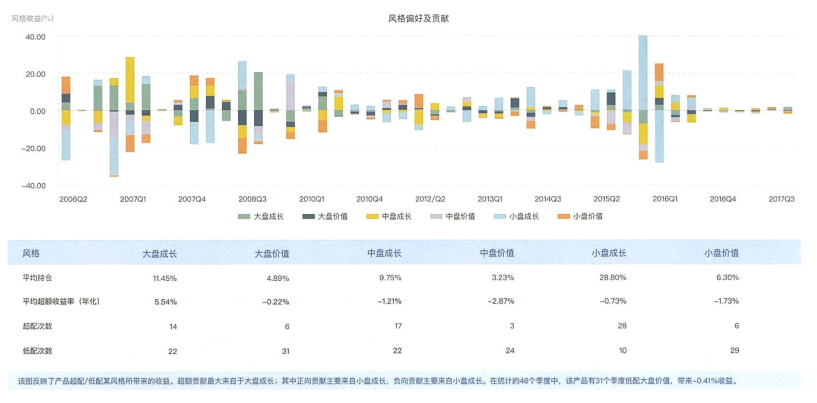 风格收益(%)
风格偏好及贡献
40.00
20.00
0.00
−20.00
−40.00
2006Q2 2007Q1 2007Q4 2008Q3 2010Q1 2010Q4 2012/Q2 2013Q1 2014Q3 2016Q1 2016Q4 2017Q3
大盘成长 大盘价值 中盘成长 中盘价值 小盘成长 小盘价值
风格 大盘成长 大盘价值 中盘成长 中盘价值 小盘成长 小盘价值
平均持仓 11.45% 4.89% 9.75% 3.23% 28.80% 6.30%
平均超额收益率（年化） 5.54% −0.22% −1.21% −2.87% −0.73% −1.73%
超配次数 14 6 17 3 28 6
低配次数 22 31 22 24 10 29
该图反映了产品超配/低配某风格所带来的收益。超额贡献最大来自于大盘成长；其中正向贡献主要来自小盘成长，负向贡献主要来自小盘成长。在统计约46个季度中，该产品有31个季度低配大盘价值，带来-0.41%收益。